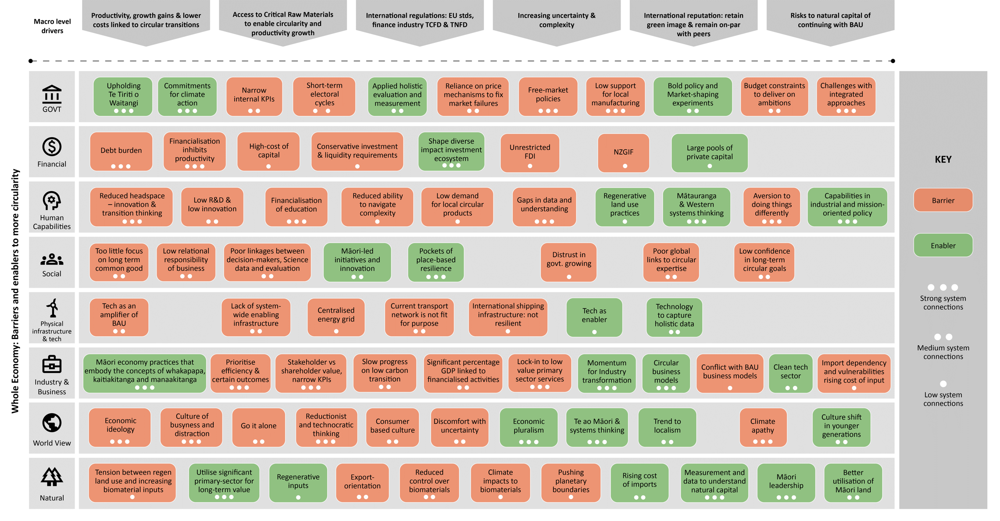 Macro level
drivers
Productivity, growth gains & lower
costs linked to circular transitions
Access to Critical Raw Materials
to enable circularity and
productivity growth
International regulations: EU stds,
finance industry TCFD & TNFD
Increasing uncertainty &
complexity
International reputation: retain
green image & remain on-par
with peers
Risks to natural capital of
continuing with BAU
Whole Economy: Barriers and enablers to more circularity
GOVT
Upholding
Te Tiriti o
Waitangi
Commitments
for climate
action
Narrow
internal KPIs
Short-term
electoral
cycles
Applied holistic
evaluation and
measurement
Reliance on price
mechanisms to fix
market failures
Free-market
policies
Low support
for local
manufacturing
Bold policy and
Market-shaping
experiments
Budget constraints
to deliver on
ambitions
Challenges with
integrated
approaches
Financial
Debt burden
Financialisation
inhibits
productivity
High-cost of
capital
Conservative investment
& liquidity requirements
Shape diverse
impact investment
ecosystem
Unrestricted
FDI
NZGIF
Large pools of
private capital
Human
Capabilities
Reduced headspace
– innovation &
transition thinking
Low R&D &
low innovation
Financialisation
of education
Reduced ability
to navigate
complexity
Low demand
for local circular
products
Gaps in data and
understanding
Regenerative
land use
practices
Mātauranga
& Western
systems thinking
Aversion to
doing things
differently
Capabilities in
industrial and mission-
oriented policy
Social
Too little focus
on long term
common good
Low relational
responsibility
of business
Poor linkages between
decision-makers, Science
data and evaluation
Māori-led
initiatives and
innovation
Pockets of
place-based
resilience
Distrust in
govt. growing
Poor global
links to circular
expertise
Low confidence
in long-term
circular goals
Physical
infrastructure
& tech
Tech as an
amplifier of
BAU
Lack of system-
wide enabling
infrastructure
Centralised
energy grid
Current transport
network is not fit
for purpose
International shipping
infrastructure: not
resilient
Tech as
enabler
Technology
to capture
holistic data
Industry &
Business
Māori economy practices that
embody the concepts of whakapapa,
kaitiakitanga and manaakitanga
Prioritise
efficiency &
certain outcomes
Stakeholder vs
shareholder value,
narrow KPIs
Slow progress
on low carbon
transition
Significant percentage
GDP linked to
financialised activities
Lock-in to low
value primary
sector services
Momentum
for Industry
transformation
Circular
business
models
Conflict with BAU
business models
Clean tech
sector
Import dependency
and vulnerabilities
rising cost of input
World View
Economic
ideology
Culture of
busyness and
distraction
Go it alone
Reductionist
and technocratic
thinking
Consumer
based culture
Discomfort with
uncertainty
Economic
pluralism
Te ao Māori &
systems thinking
Trend to
localism
Climate
apathy
Culture shift
in younger
generations
Natural
Tension between regen
land use and increasing
biomaterial inputs
Utilise significant
primary-sector for
long-term value
Regenerative
inputs
Export-
orientation
Reduced
control over
biomaterials
Climate
impacts to
biomaterials
Pushing
planetary
boundaries
Rising cost
of imports
Measurement and
data to understand
natural capital
Māori
leadership
Better
utilisation of
Māori land
KEY
Barrier
Enabler
Strong system
connections
Medium system
connections
Low system
connections